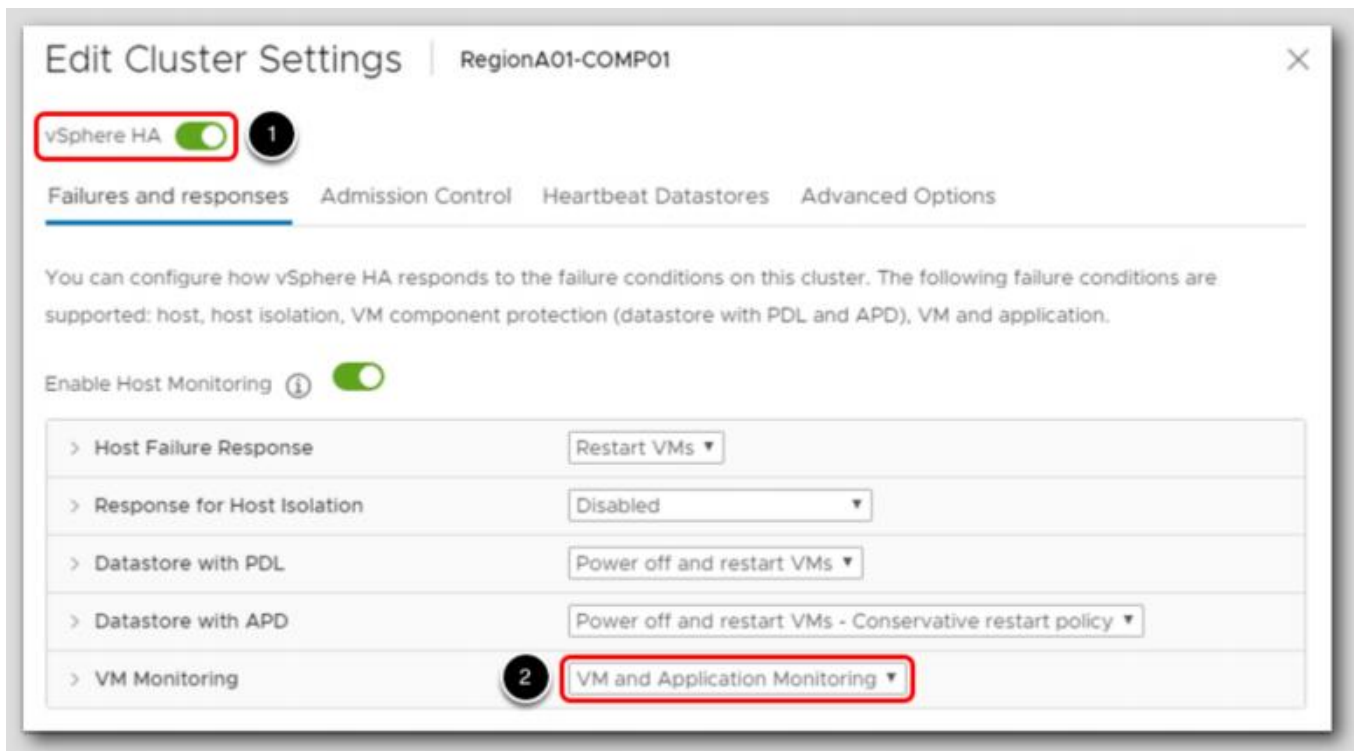 Edit Cluster Settings RegionA01-COMP01
vSphere HA 1
Failures and responses Admission Control Heartbeat Datastores Advanced Options
You can configure how vSphere HA responds to the failure conditions on this cluster. The following failure conditions are
supported: host, host isolation, VM component protection (datastore with PDL and APD), VM and application.
Enable Host Monitoring i
Host Failure Response Restart VMs
Response for Host Isolation Disabled
Datastore with PDL Power off and restart VMs
Datastore with APD Power off and restart VMs - Conservative restart policy
VM Monitoring 2 VM and Application Monitoring